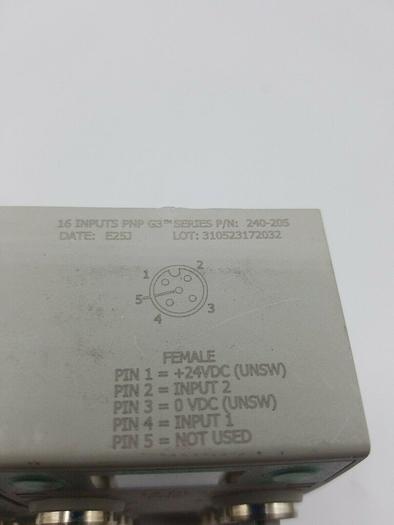 16 INPUTS PNP G3™ SERIES P/N: 240-205
DATE: E25J LOT: 310523172032
1 2
5
4 3
FEMALE
PIN 1 = +24VDC (UNSW)
PIN 2 = INPUT 2
PIN 3 = 0 VDC (UNSW)
PIN 4 = INPUT 1
PIN 5 = NOT USED